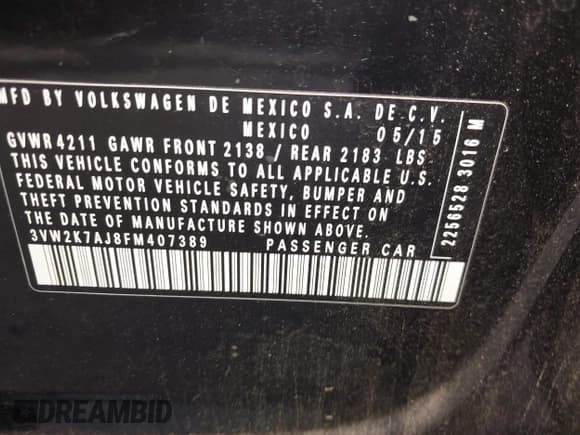 MFD BY VOLKSWAGEN DE MEXICO S.A. DE C.V.
MEXICO 05/15
GVWR 4211 GAWR FRONT 2138 / REAR 2183 LBS
THIS VEHICLE CONFORMS TO ALL APPLICABLE U.S.
FEDERAL MOTOR VEHICLE SAFETY, BUMPER AND
THEFT PREVENTION STANDARDS IN EFFECT ON
THE DATE OF MANUFACTURE SHOWN ABOVE.
3VW2K7AJ8FM407389 PASSENGER CAR
2256528 3016 M
DREAMBID